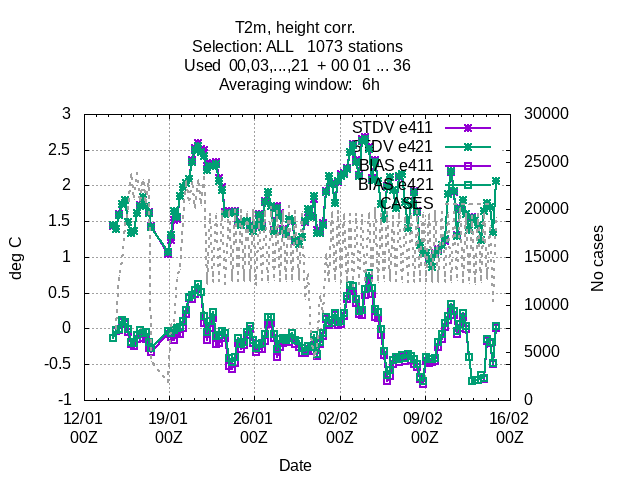 T2m, height corr.
Selection: ALL   1073 stations
Used  00,03,...,21  + 00 01 ... 36
Averaging window:  6h
3
2.5
2
1.5
1
0.5
0
-0.5
-1
deg C
STDV e411
STDV e421
BIAS e411
BIAS e421
CASES
30000
25000
20000
15000
10000
5000
0
No cases
12/01 19/01 26/01 02/02 09/02 16/02
00Z 00Z 00Z 00Z 00Z 00Z
Date